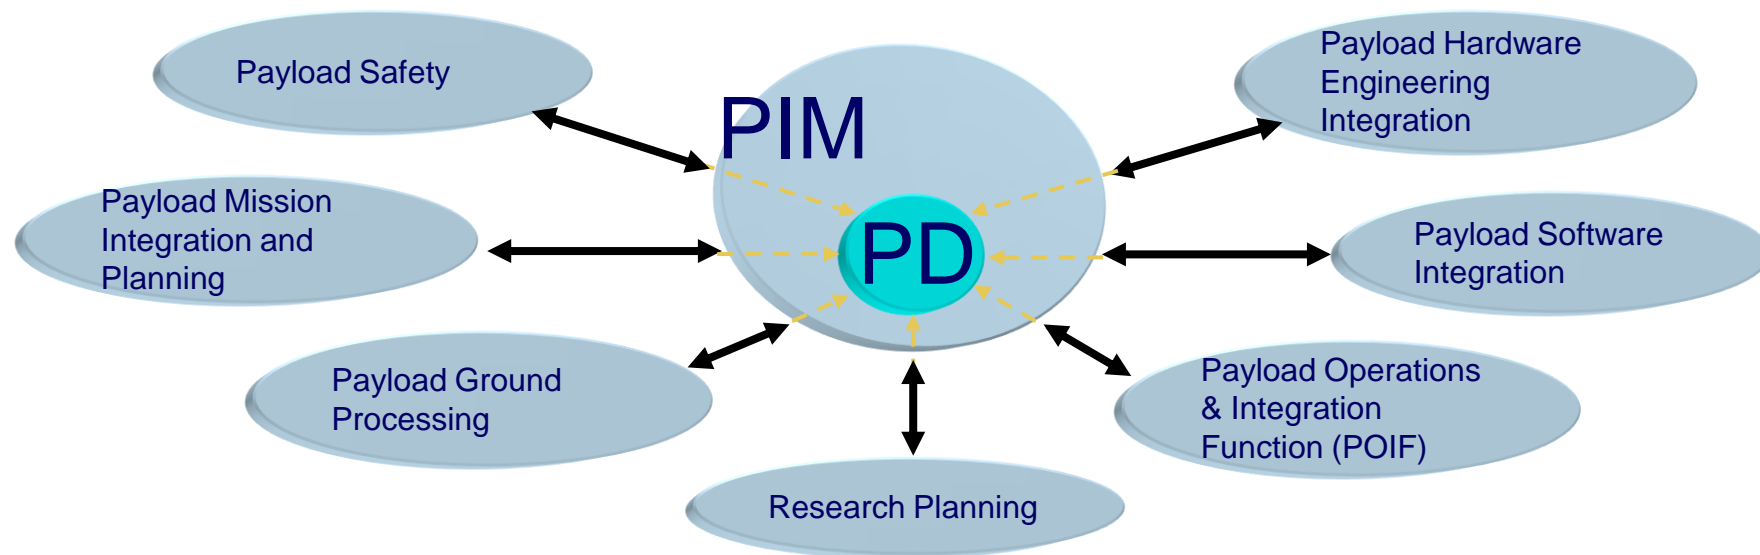 Payload Safety
PIM
Payload Hardware
Engineering
Integration
Payload Mission
Integration and
Planning
PD
Payload Software
Integration
Payload Ground
Processing
Payload Operations
& Integration
Function (POIF)
Research Planning